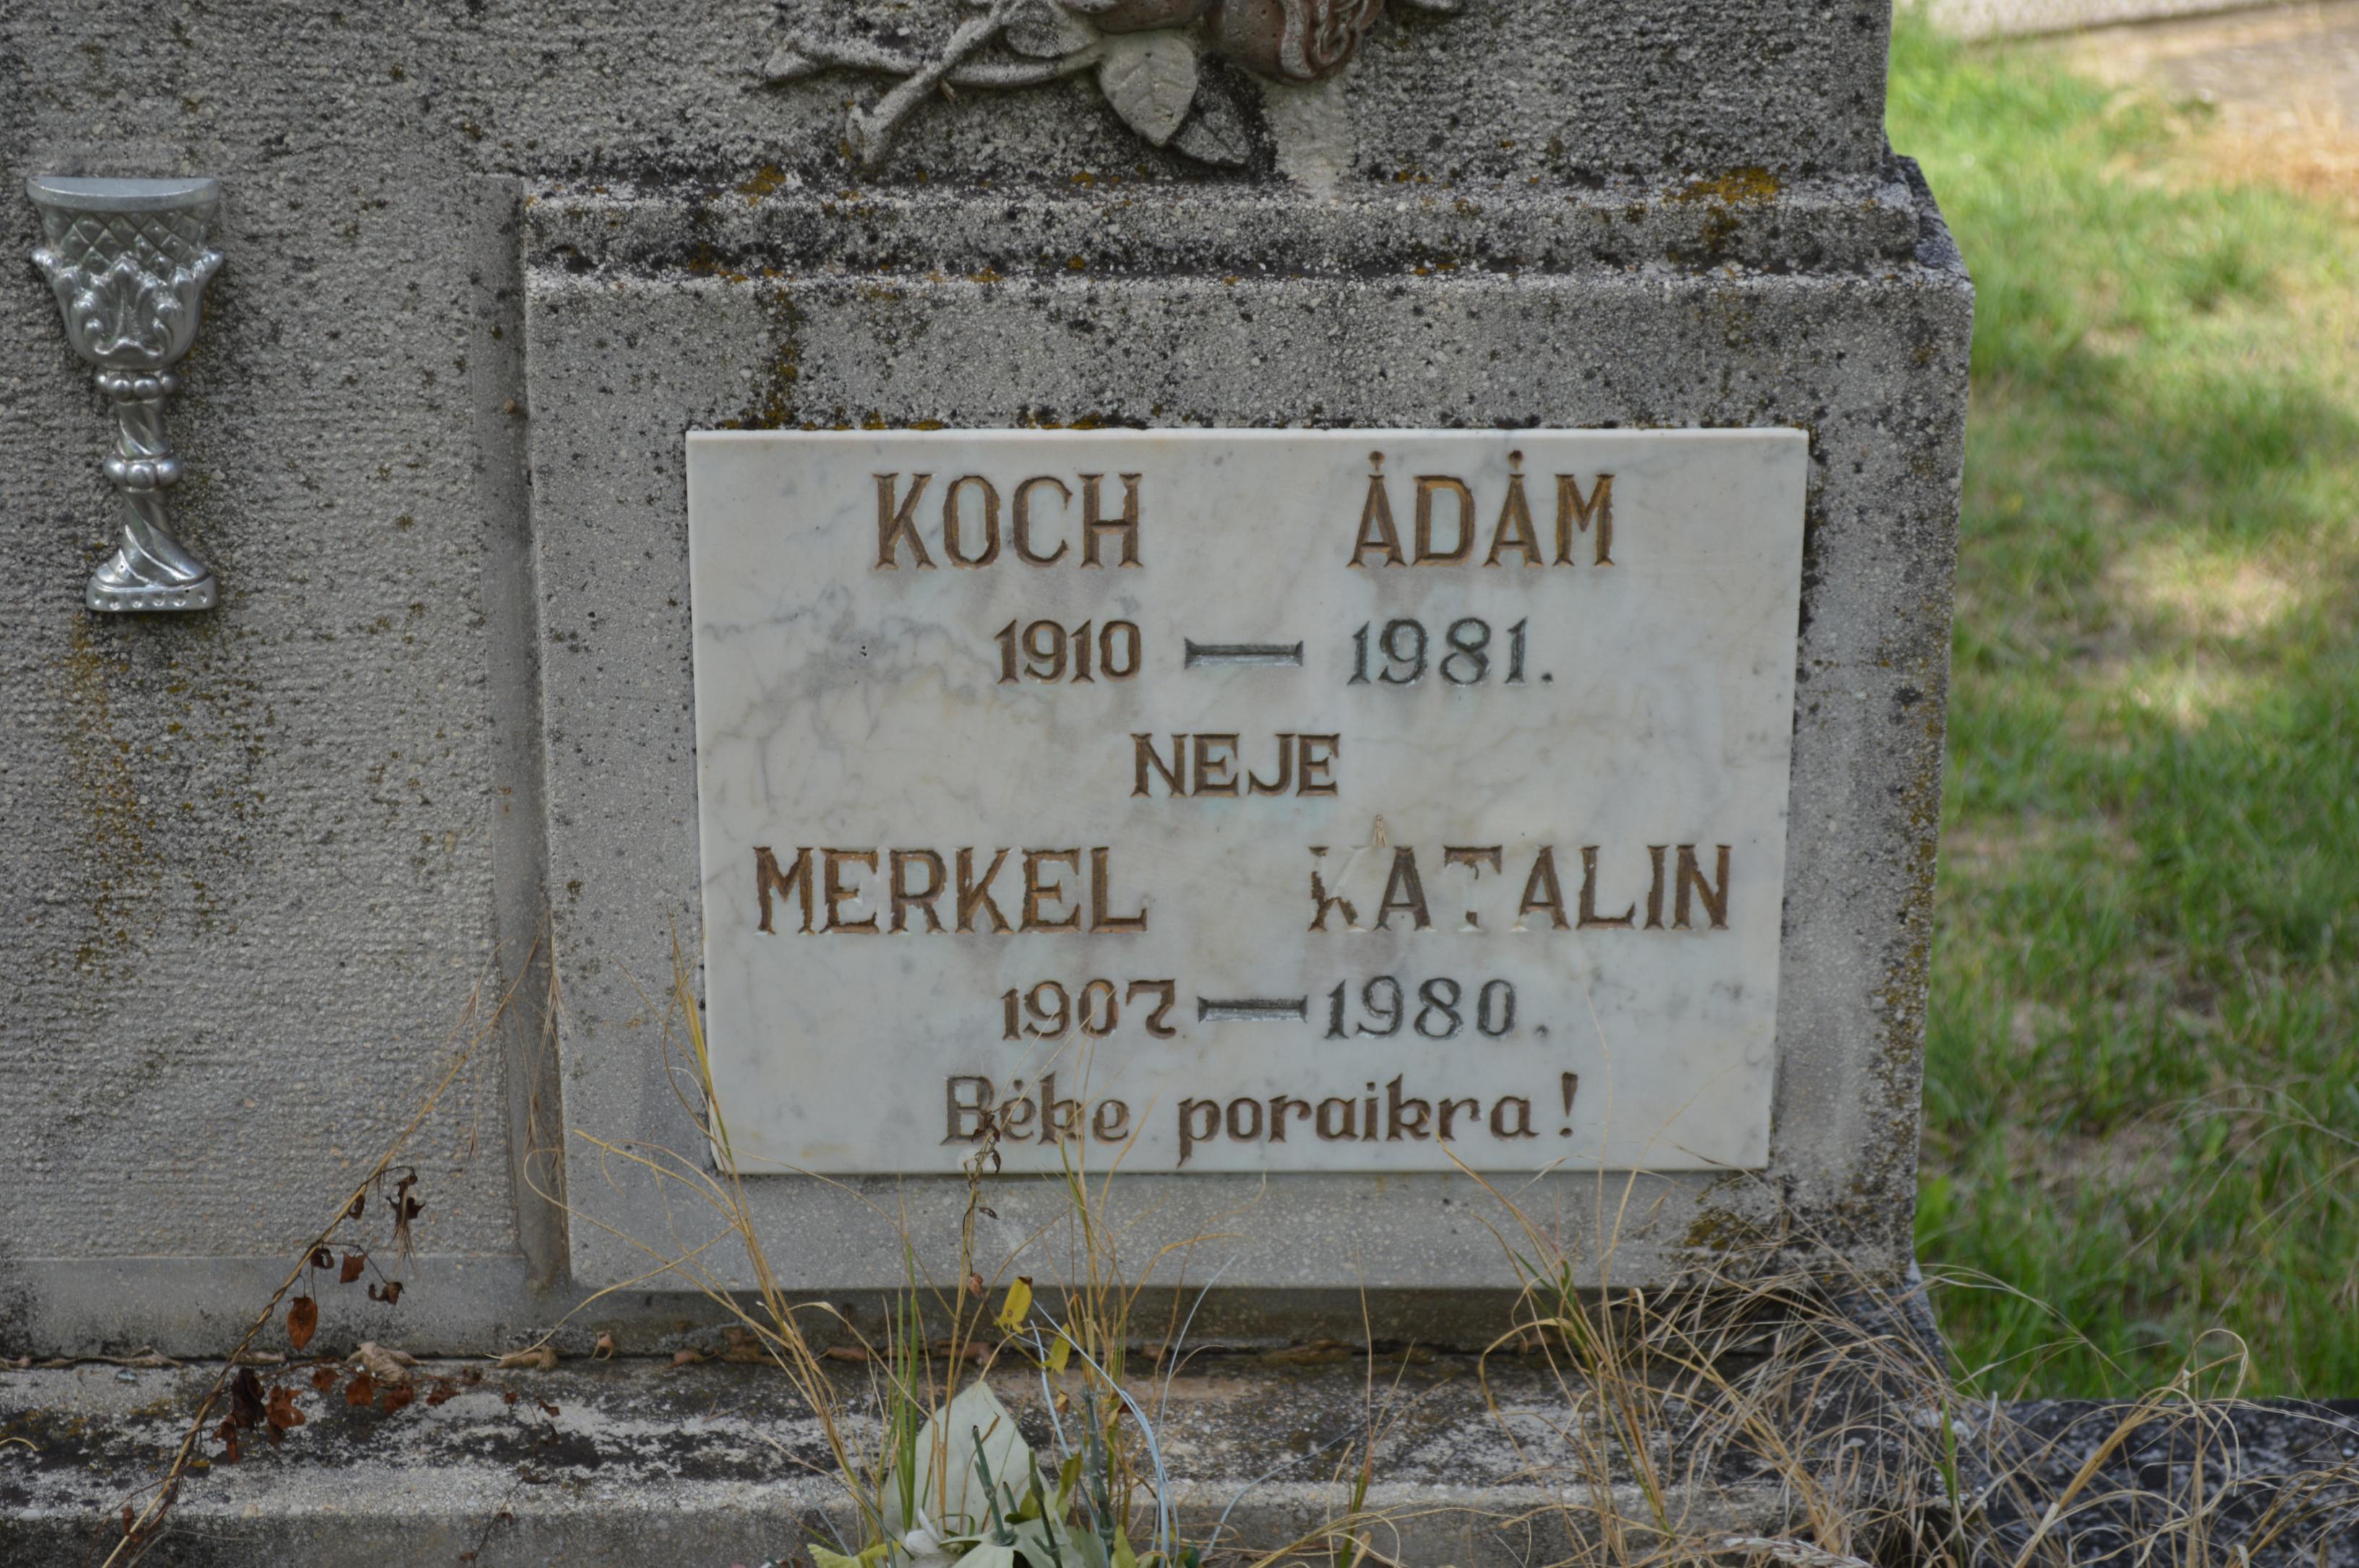 KOCH ÁDÁM
1910 — 1981.
NEJE
MERKEL KATALIN
1907 — 1980.
Béke poraikra!